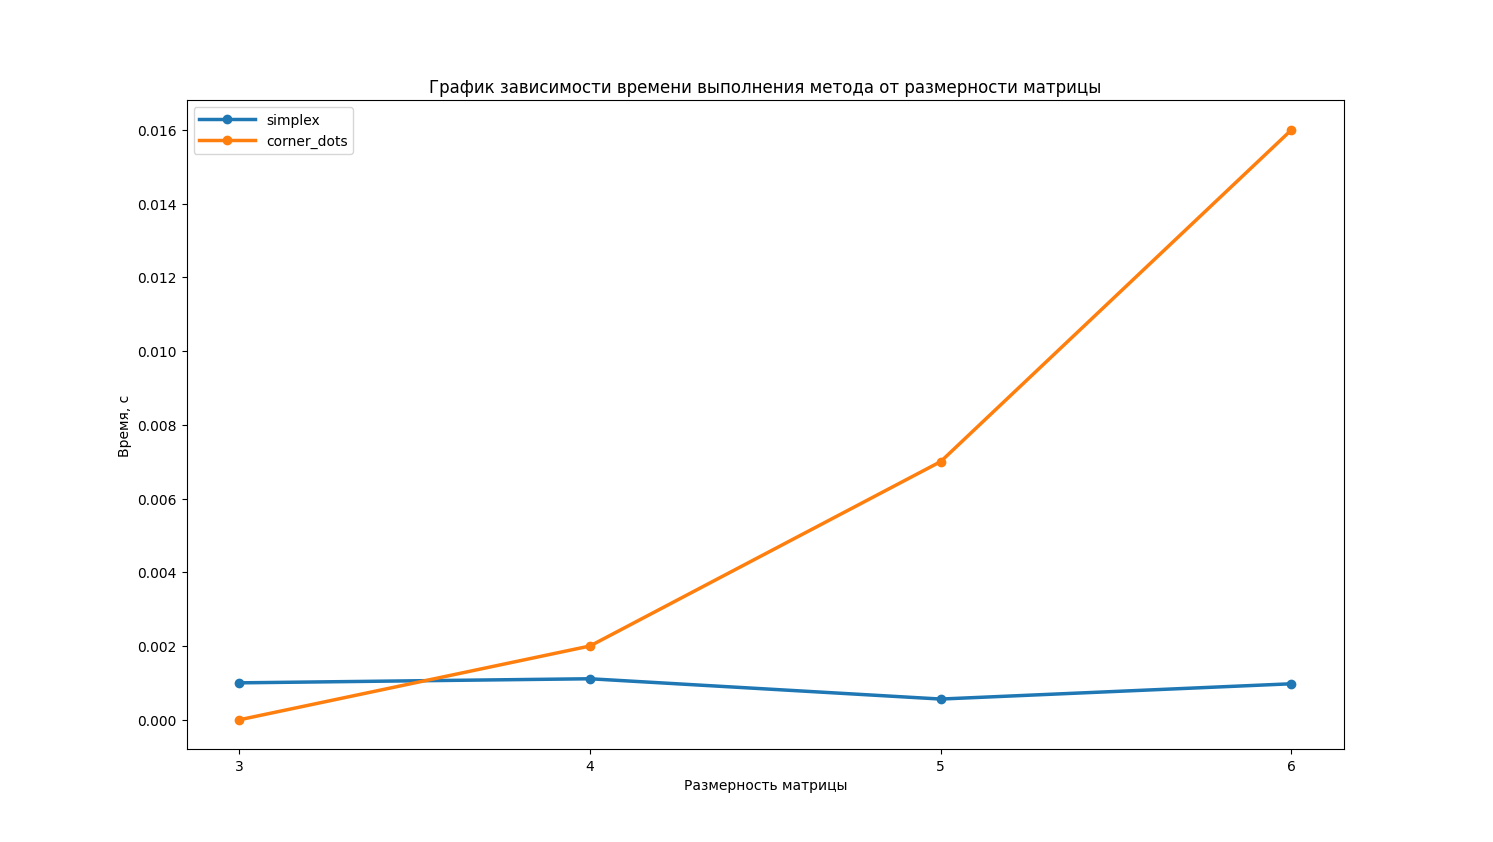 График зависимости времени выполнения метода от размерности матрицы
simplex
corner_dots
0.016
0.014
0.012
0.010
0.008
0.006
0.004
0.002
0.000
Время, с
3 4 5 6
Размерность матрицы